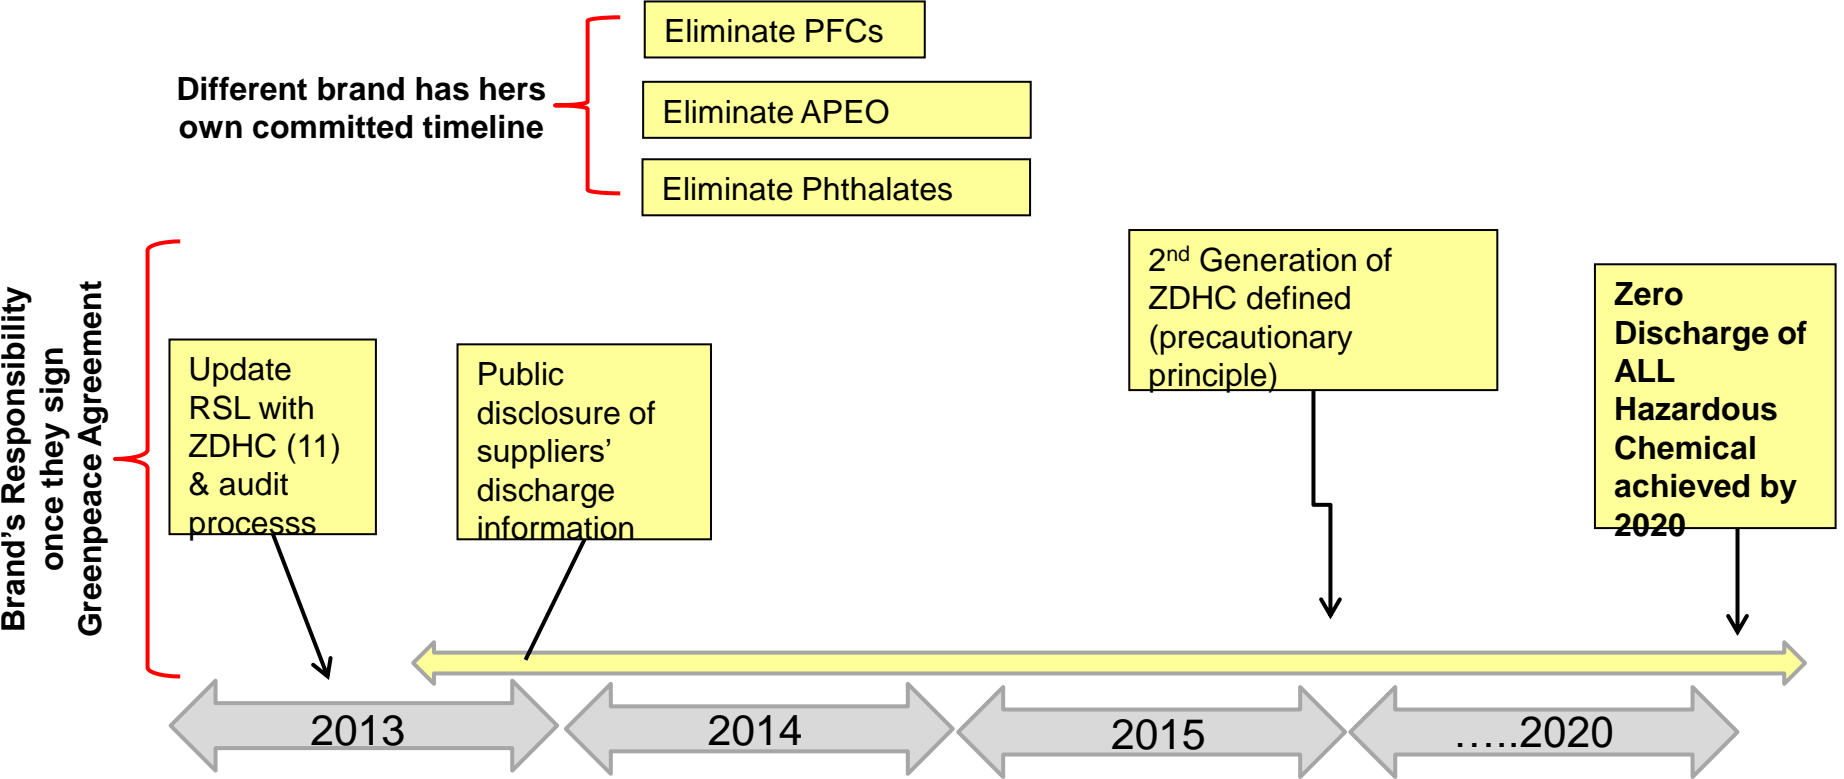 Eliminate PFCs
Different brand has hers
own committed timeline
Eliminate APEO
Eliminate Phthalates
Brand’s Responsibility
once they sign
Greenpeace Agreement
Update
RSL with
ZDHC (11)
& audit
processs
Public
disclosure of
suppliers’
discharge
information
2nd Generation of
ZDHC defined
(precautionary
principle)
Zero
Discharge of
ALL
Hazardous
Chemical
achieved by
2020
2013
2014
2015
…..2020